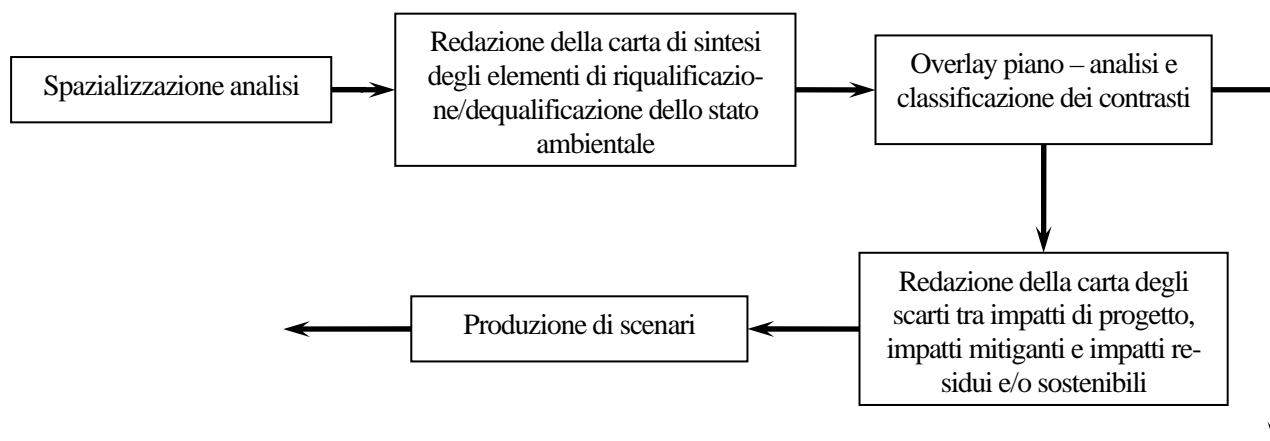 Spazializzazione analisi
Redazione della carta di sintesi
degli elementi di riqualificazio-
ne/dequalificazione dello stato
ambientale
Overlay piano – analisi e
classificazione dei contrasti
Redazione della carta degli
scarti tra impatti di progetto,
impatti mitiganti e impatti re-
sidui e/o sostenibili
Produzione di scenari